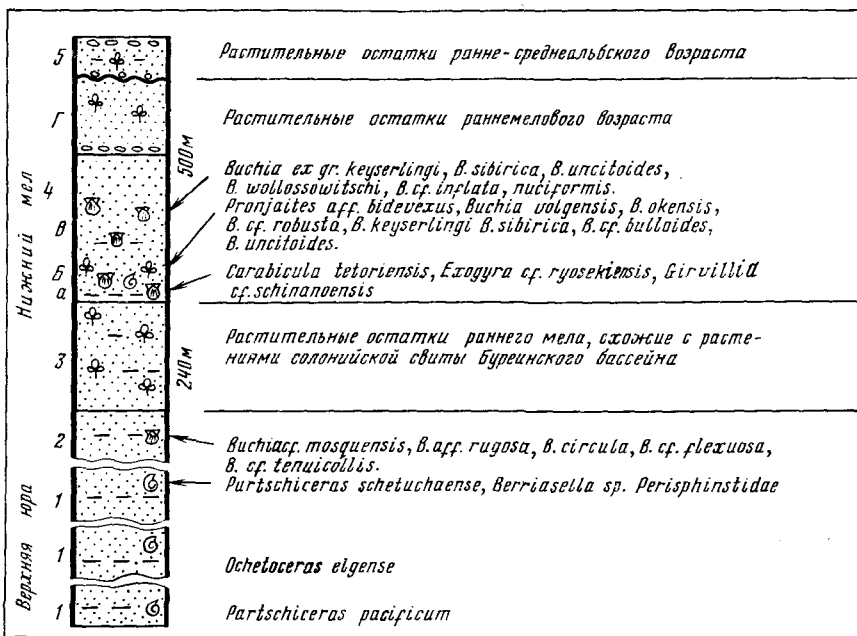 5 Растительные остатки ранне-среднеальбского возраста
Г Растительные остатки раннемелового возраста
500м
Buchia ex gr. keyserlingi, B. sibirica, B. uncitoides,
4 B. wollossowitschi, B. cf. inflata, nuciformis.
Pronjaites aff. bidevexus, Buchia volgensis, B. okensis,
в B. cf. robusta, B. keyserlingi B. sibirica, B. cf. bulloides,
B. uncitoides.
Б Carabicula tetoriensis, Exogyra cf. ryosekiensis, Girvillia
а cf. schinanoensis
Нижний мел
3 Растительные остатки раннего мела, схожие с расте-
ниями солонийской свиты Буреинского бассейна
240м
2 Buchia cf. mosquensis, B. aff. rugosa, B. circula, B. cf. flexuosa,
B. cf. tenuicollis.
1 Partschiceras schetuchaense, Berriasella sp. Perisphinstidae
1 Ochetoceras elgense
1 Partschiceras pacificum
Верхняя юра